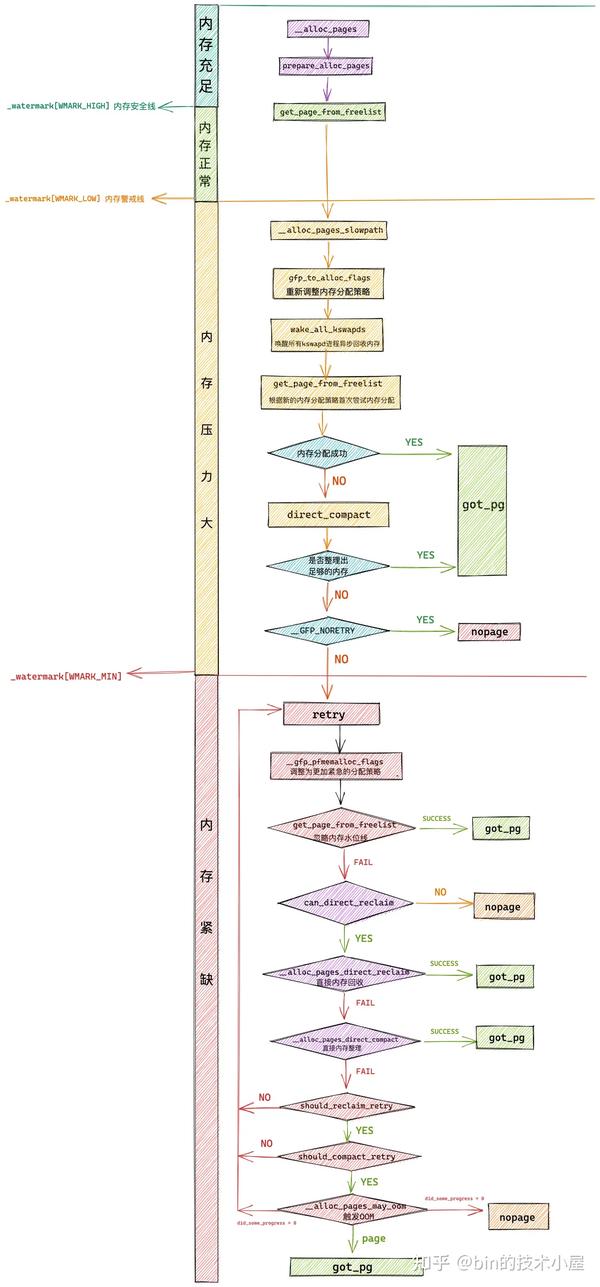 内存充足
__alloc_pages
prepare_alloc_pages
_watermark[WMARK_HIGH] 内存安全线
get_page_from_freelist
内存正常
_watermark[WMARK_LOW] 内存警戒线
内存压力大
__alloc_pages_slowpath
gfp_to_alloc_flags
重新调整内存分配策略
wake_all_kswapds
唤醒所有kswapd进程异步回收内存
get_page_from_freelist
根据新的内存分配策略首次尝试内存分配
内存分配成功
YES
got_pg
NO
direct_compact
是否整理出
足够的内存
YES
NO
__GFP_NORETRY
YES
nopage
NO
_watermark[WMARK_MIN]
内存紧缺
retry
__gfp_pfmemalloc_flags
调整为更加紧急的分配策略
get_page_from_freelist
忽略内存水位线
SUCCESS
got_pg
FAIL
can_direct_reclaim
NO
nopage
YES
__alloc_pages_direct_reclaim
直接内存回收
SUCCESS
got_pg
FAIL
__alloc_pages_direct_compact
直接内存整理
SUCCESS
got_pg
FAIL
should_reclaim_retry
NO
YES
should_compact_retry
NO
YES
__alloc_pages_may_oom
触发OOM
did_some_progress = 0
nopage
did_some_progress > 0
page
got_pg
知乎 @bin的技术小屋